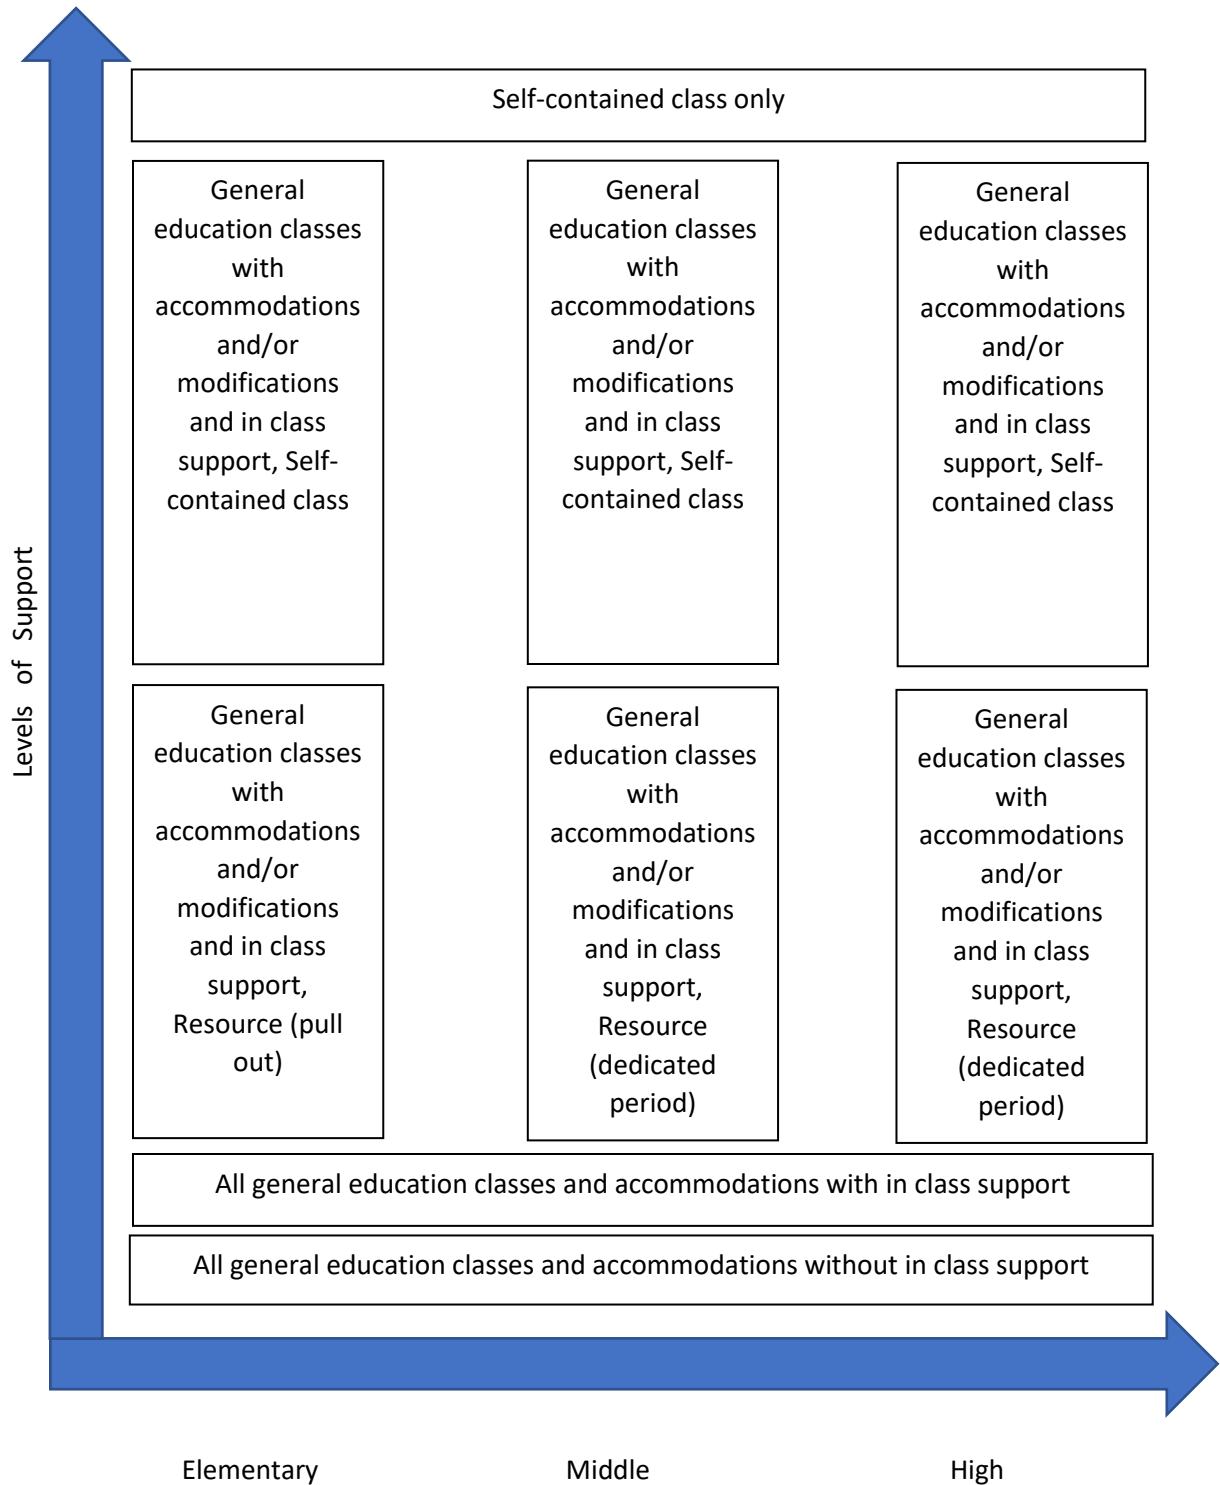 Self-contained class only
General
education classes
with
accommodations
and/or
modifications
and in class
support, Self-
contained class
General
education classes
with
accommodations
and/or
modifications
and in class
support, Self-
contained class
General
education classes
with
accommodations
and/or
modifications
and in class
support, Self-
contained class
Levels of Support
General
education classes
with
accommodations
and/or
modifications
and in class
support,
Resource (pull
out)
General
education classes
with
accommodations
and/or
modifications
and in class
support,
Resource
(dedicated
period)
General
education classes
with
accommodations
and/or
modifications
and in class
support,
Resource
(dedicated
period)
All general education classes and accommodations with in class support
All general education classes and accommodations without in class support
Elementary
Middle
High